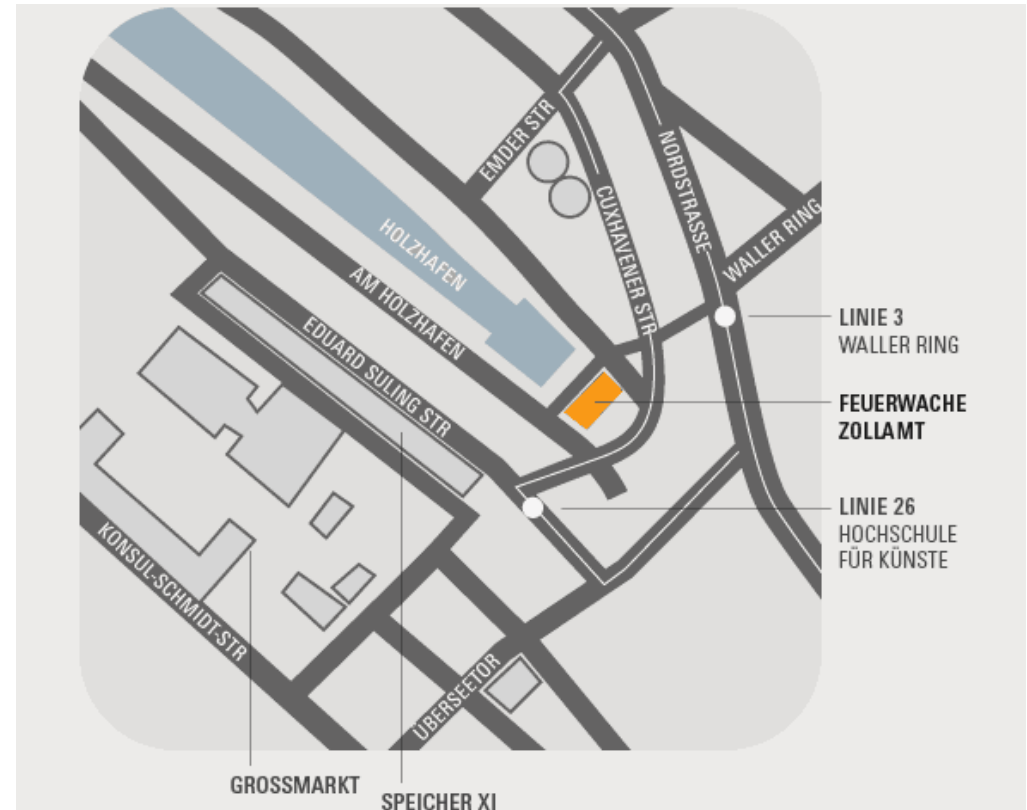 EMDER STR
NORDSTRASSE
CUXHAVENER STR
WALLER RING
HOLZHAFEN
AM HOLZHAFEN
EDUARD SULING STR
LINIE 3
WALLER RING
FEUERWACHE
ZOLLAMT
LINIE 26
HOCHSCHULE
FÜR KÜNSTE
KONSUL-SCHMIDT-STR
ÜBERSEETOR
GROSSMARKT
SPEICHER XI